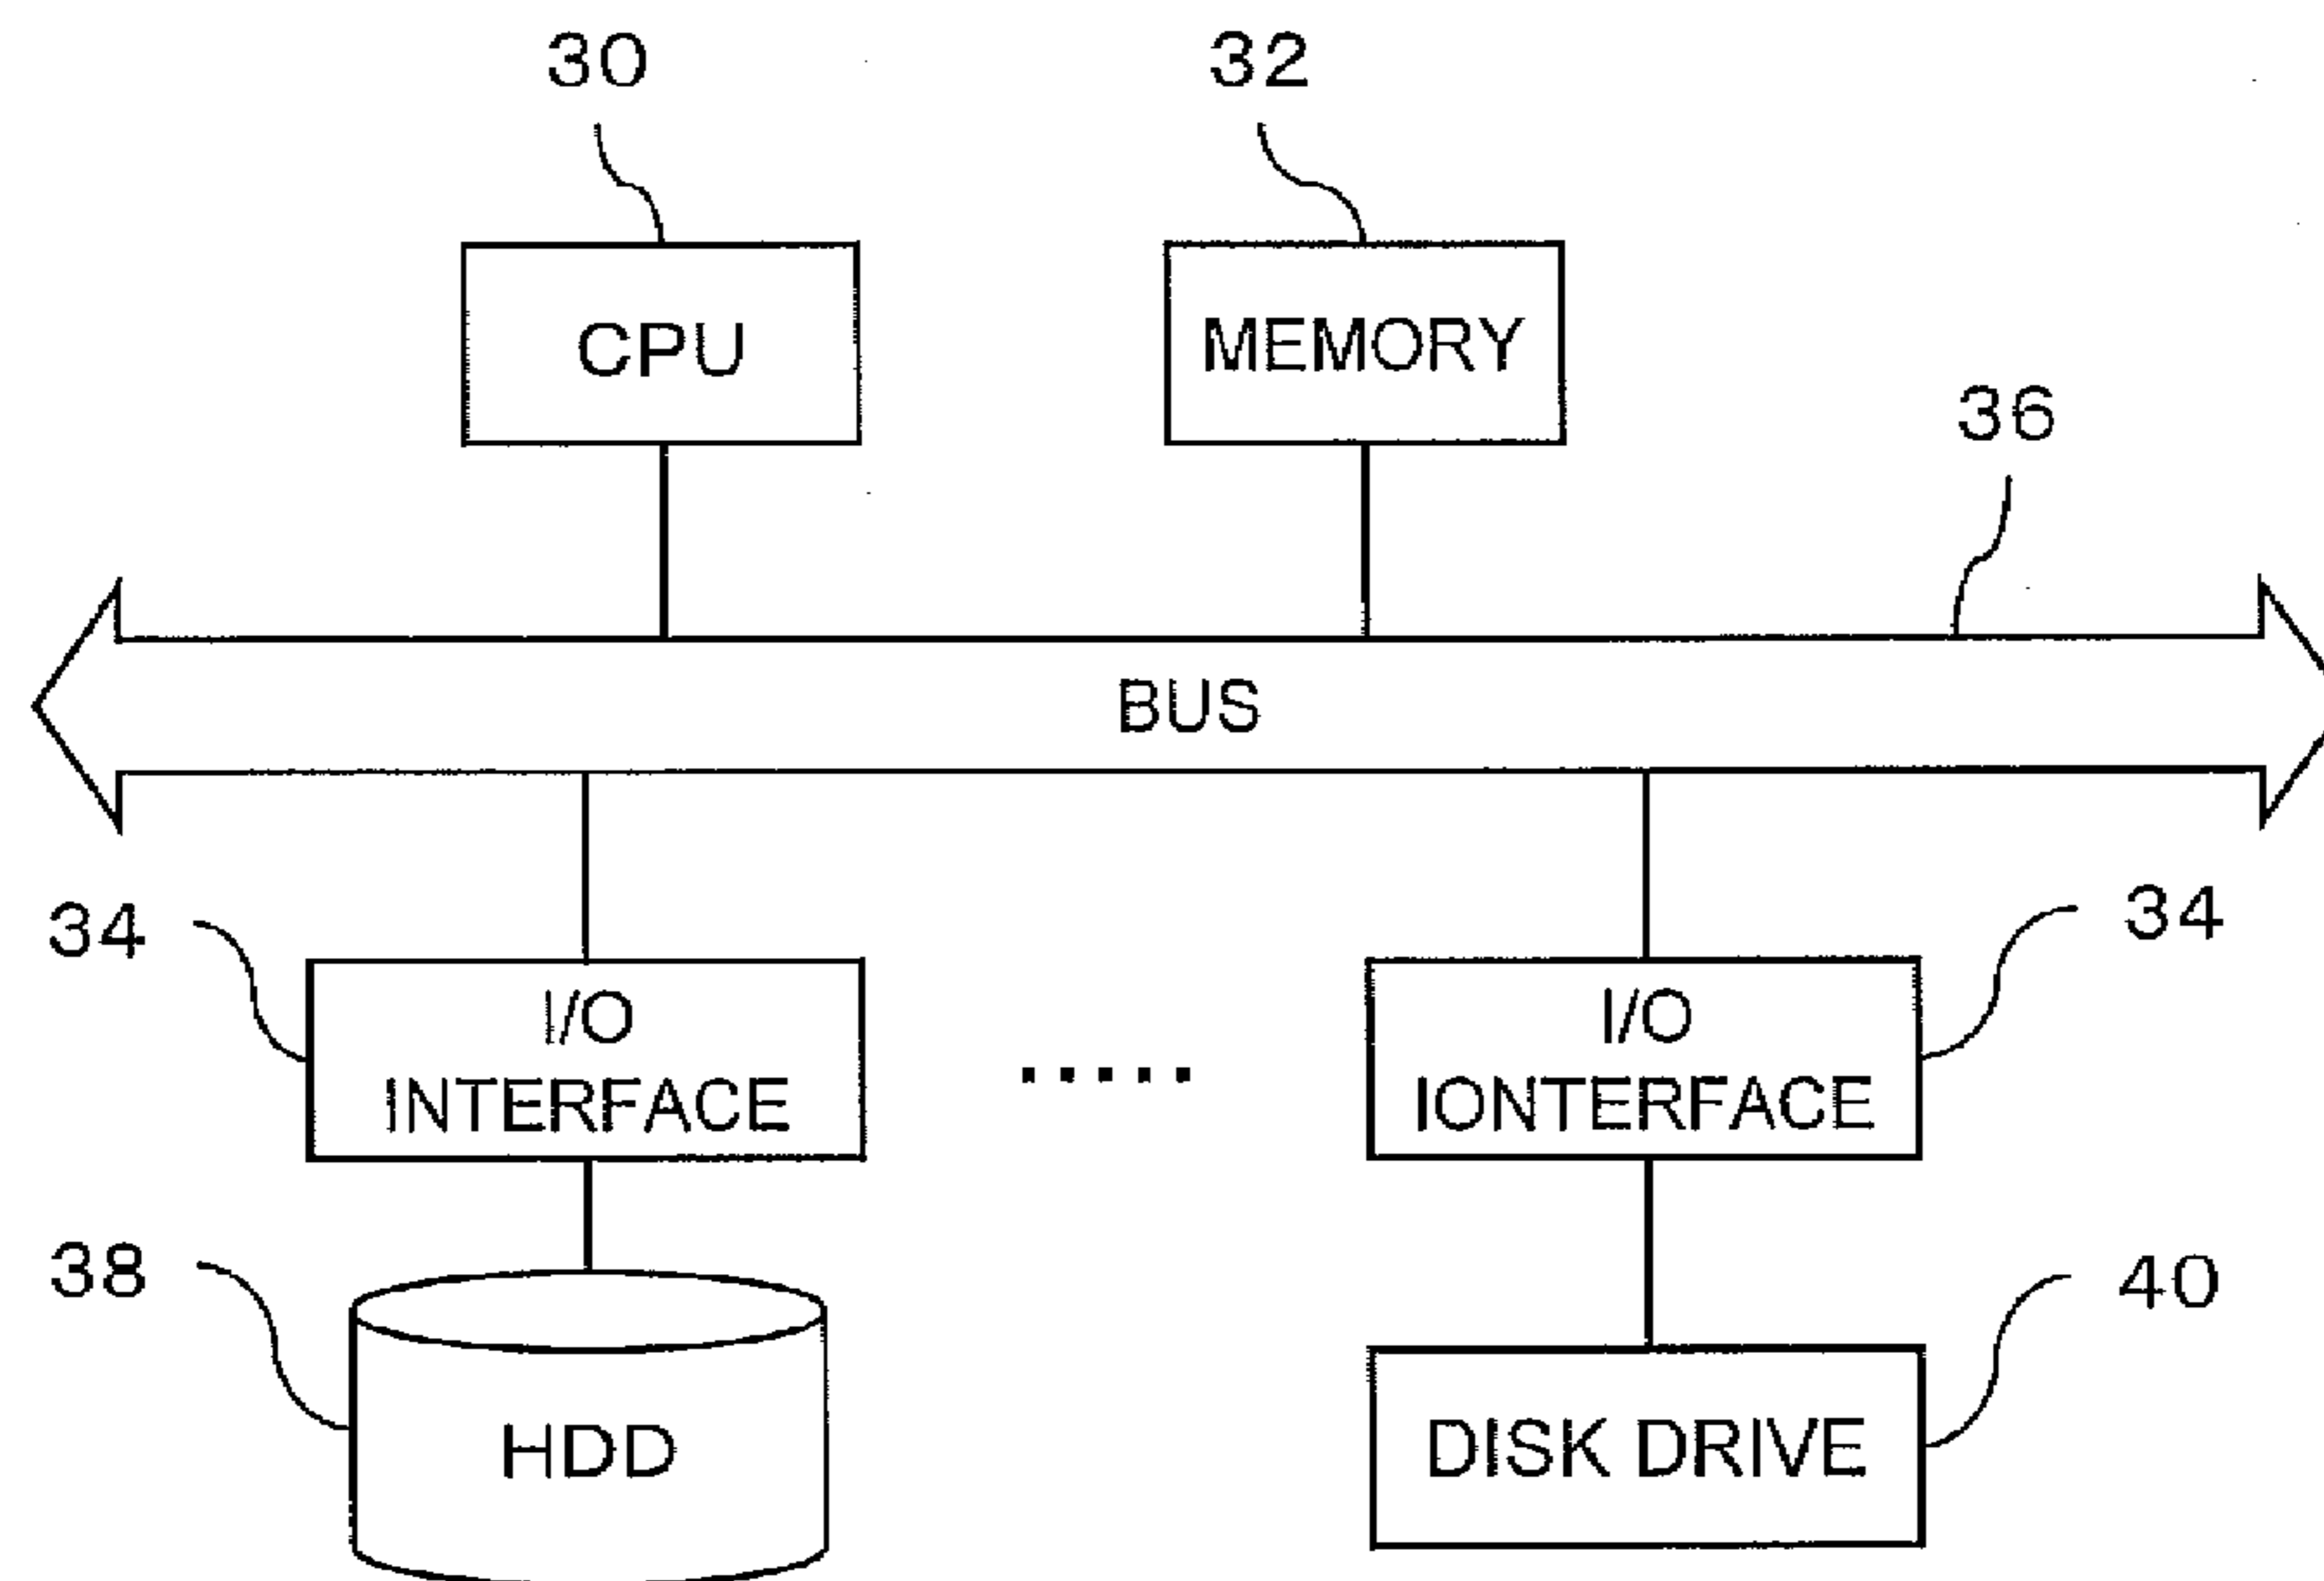 30
32
CPU
MEMORY
36
BUS
34
34
I/O
INTERFACE
I/O
IONTERFACE
38
40
HDD
DISK DRIVE